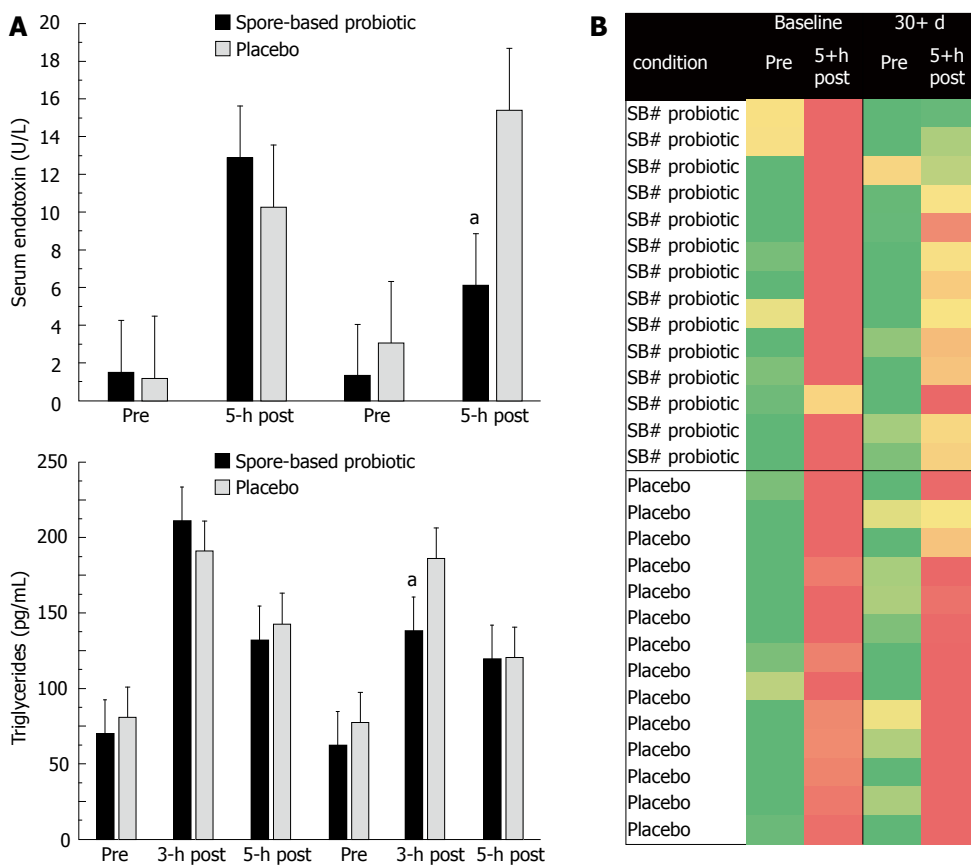 A
Spore-based probiotic
Placebo
Serum endotoxin (U/L)
20
18
16
14
12
10
8
6
4
2
0
a
Pre
5-h post
Pre
5-h post
Spore-based probiotic
Placebo
Triglycerides (pg/mL)
250
200
150
100
50
0
a
Pre
3-h post
5-h post
Pre
3-h post
5-h post
B
Baseline
30+ d
condition
Pre
5+h
post
Pre
5+h
post
SB# probiotic
SB# probiotic
SB# probiotic
SB# probiotic
SB# probiotic
SB# probiotic
SB# probiotic
SB# probiotic
SB# probiotic
SB# probiotic
SB# probiotic
SB# probiotic
SB# probiotic
SB# probiotic
Placebo
Placebo
Placebo
Placebo
Placebo
Placebo
Placebo
Placebo
Placebo
Placebo
Placebo
Placebo
Placebo
Placebo